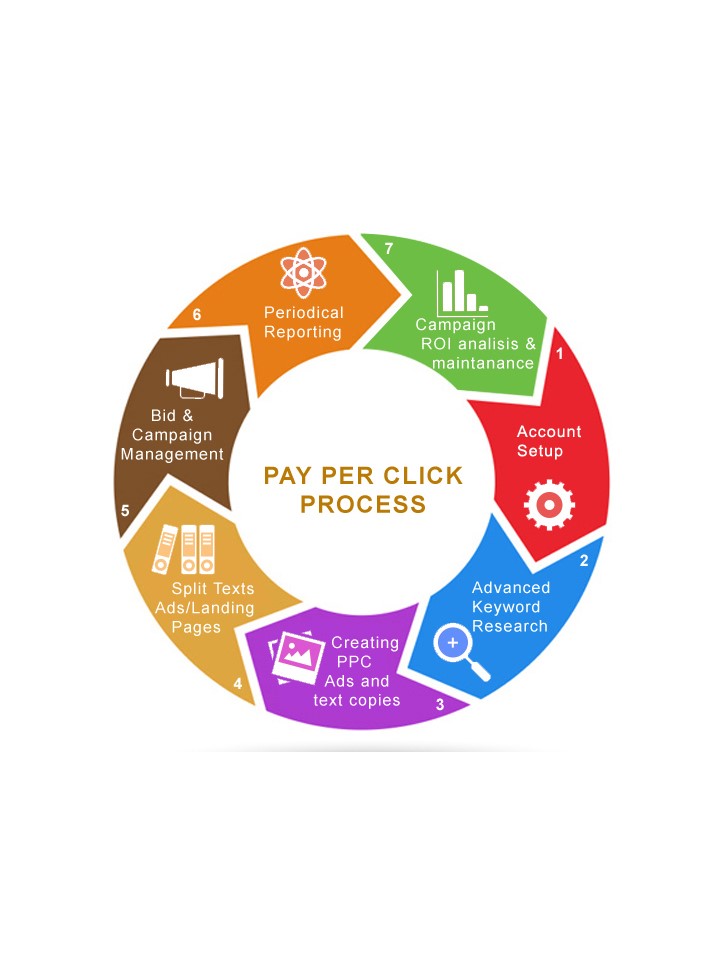 PAY PER CLICK
PROCESS
1
Account
Setup
2
Advanced
Keyword
Research
3
Creating
PPC
Ads and
text copies
4
Split Texts
Ads/Landing
Pages
5
Bid &
Campaign
Management
6
Periodical
Reporting
7
Campaign
ROI analisis &
maintanance